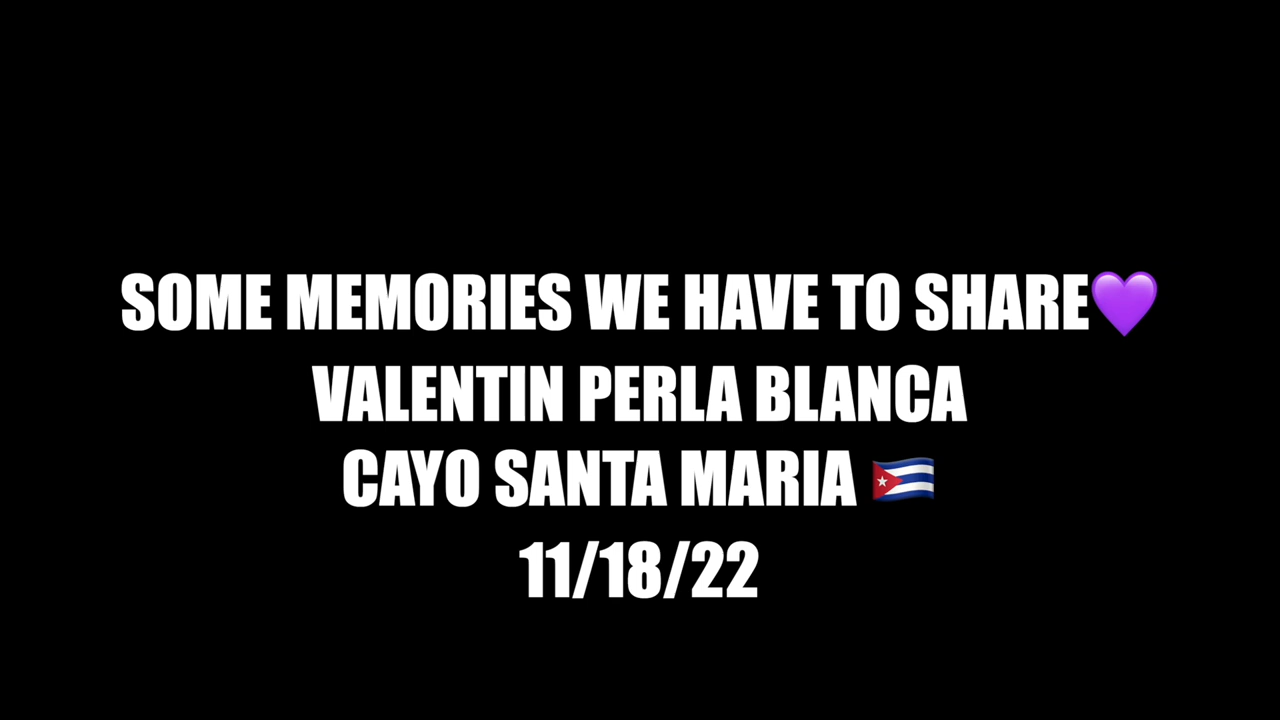 SOME MEMORIES WE HAVE TO SHARE💜
VALENTIN PERLA BLANCA
CAYO SANTA MARIA 🇨🇺
11/18/22